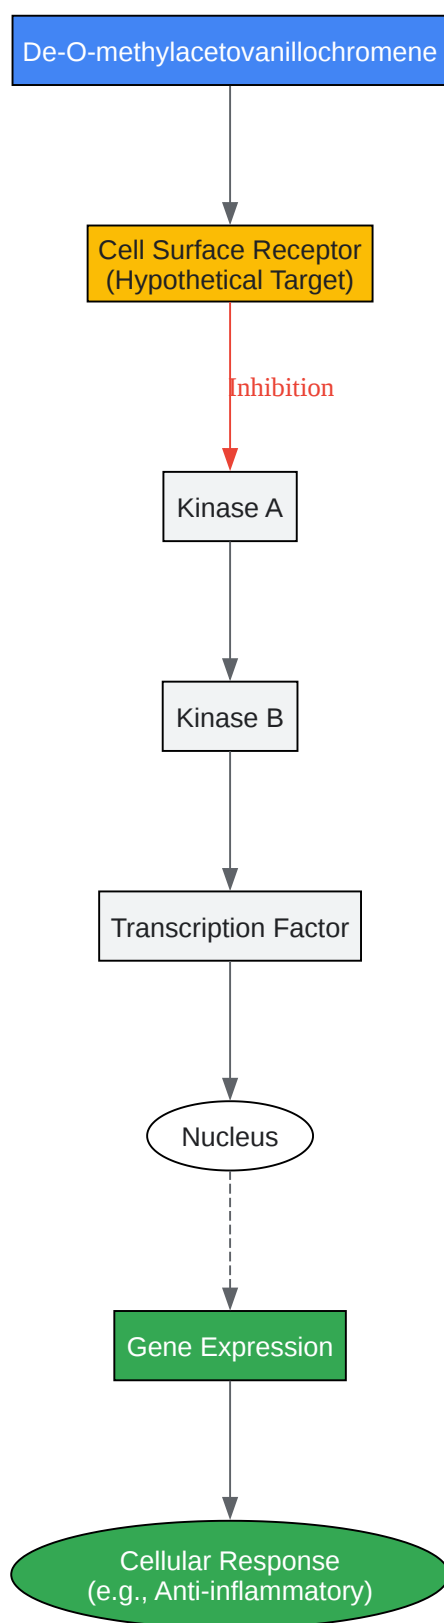 De-O-methylacetovanillochromene
Cell Surface Receptor
(Hypothetical Target)
Inhibition
Kinase A
Kinase B
Transcription Factor
Nucleus
Gene Expression
Cellular Response
(e.g., Anti-inflammatory)